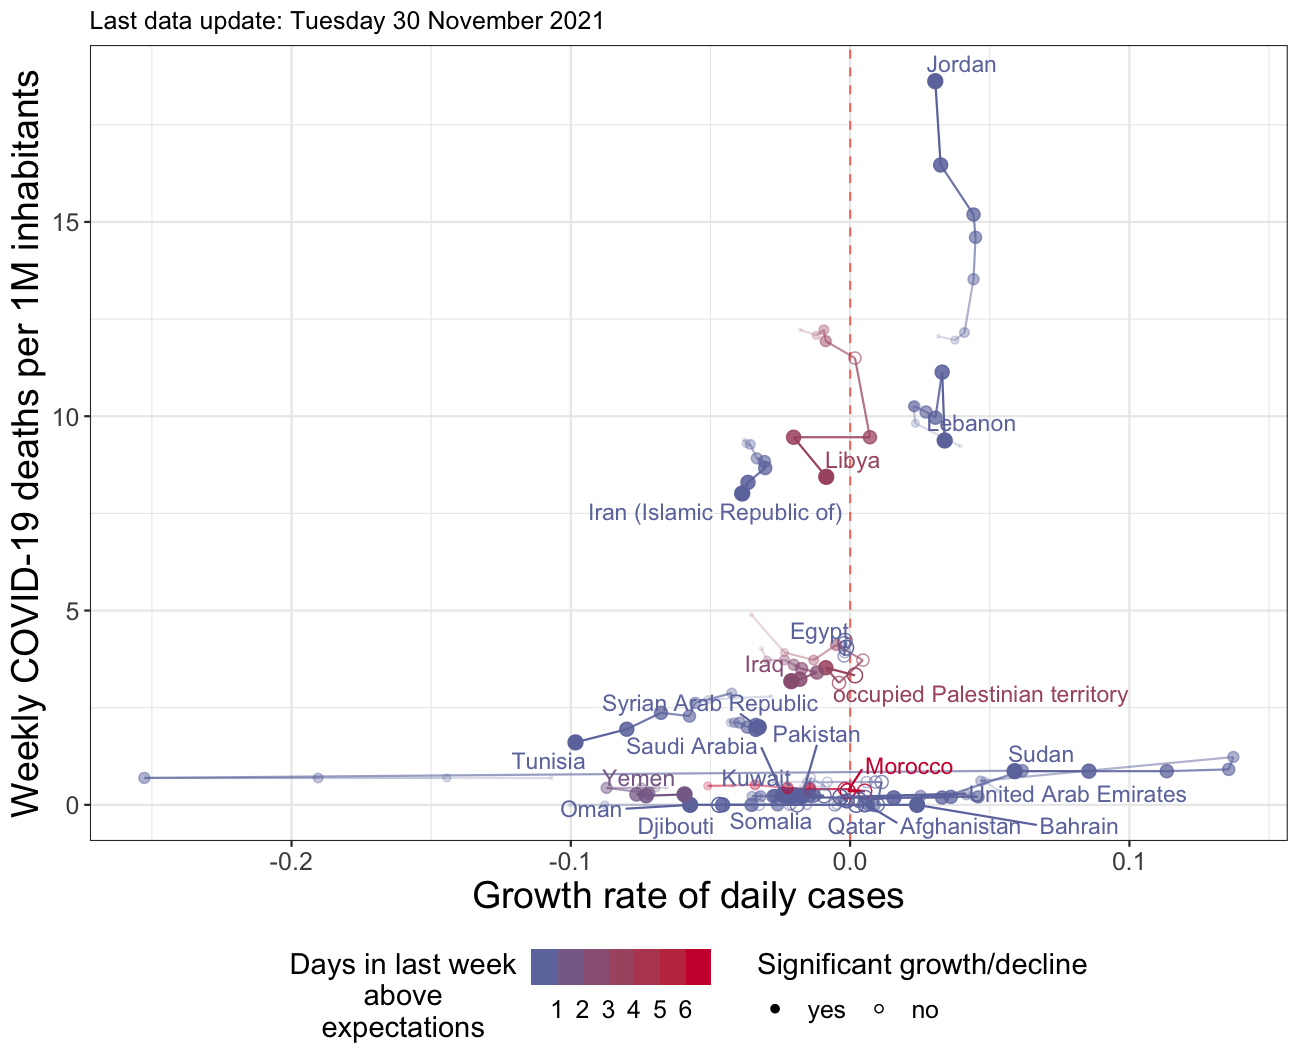 Last data update: Tuesday 30 November 2021
Weekly COVID-19 deaths per 1M inhabitants
15
10
5
0
Jordan
Lebanon
Libya
Iran (Islamic Republic of)
Egypt
Iraq
occupied Palestinian territory
Syrian Arab Republic
Pakistan
Saudi Arabia
Tunisia
Sudan
Morocco
Yemen
Kuwait
United Arab Emirates
Oman
Djibouti
Somalia
Qatar
Afghanistan
Bahrain
-0.2
-0.1
0.0
0.1
Growth rate of daily cases
Days in last week
above
expectations
1 2 3 4 5 6
Significant growth/decline
yes
no